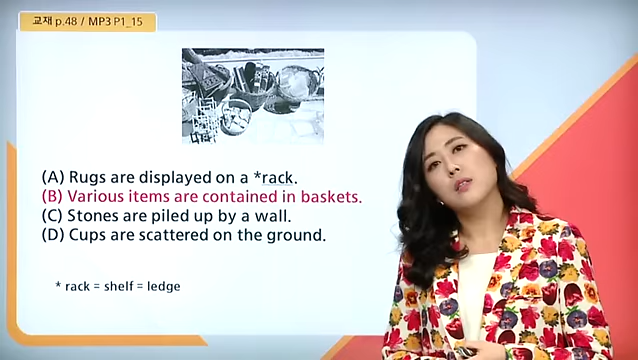 교재 p.48 / MP3 P1_15
(A) Rugs are displayed on a *rack.
(B) Various items are contained in baskets.
(C) Stones are piled up by a wall.
(D) Cups are scattered on the ground.
* rack = shelf = ledge